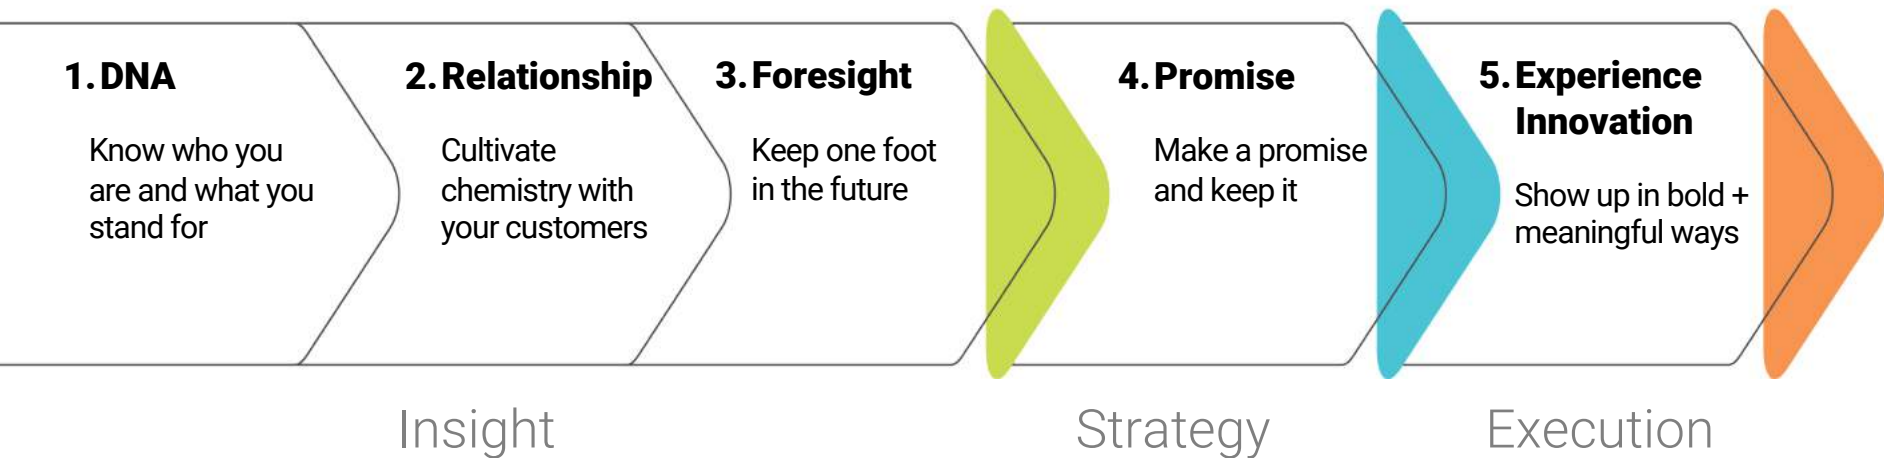 1. DNA
Know who you
are and what you
stand for
2. Relationship
Cultivate
chemistry with
your customers
3. Foresight
Keep one foot
in the future
4. Promise
Make a promise
and keep it
5. Experience
Innovation
Show up in bold +
meaningful ways
Insight
Strategy
Execution